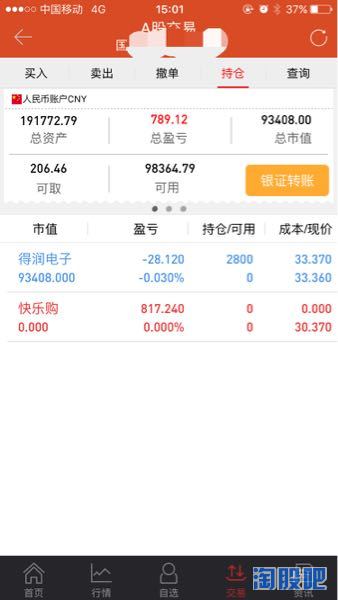 中国移动 4G 15:01 37%
A股交易
国
买入 卖出 撤单 持仓 查询
人民币账户CNY
191772.79 789.12 93408.00
总资产 总盈亏 总市值
206.46 98364.79 银证转账
可取 可用
市值 盈亏 持仓/可用 成本/现价
得润电子 -28.120 2800 33.370
93408.000 -0.030% 0 33.360
快乐购 817.240 0 0.000
0.000 0.000% 0 30.370
首页 行情 自选 交易 资讯
淘股吧